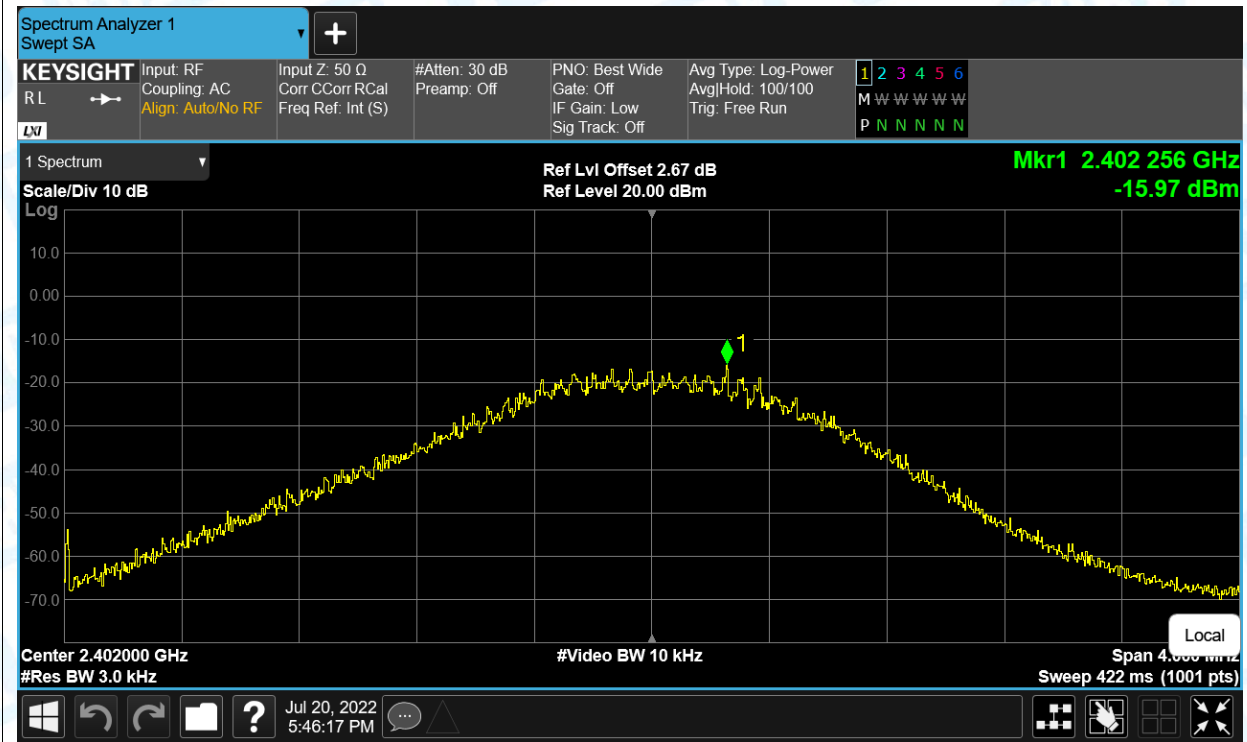 Spectrum Analyzer 1
Swept SA
+
KEYSIGHT
R L
LXI
Input: RF
Coupling: AC
Align: Auto/No RF
Input Z: 50 Ω
Corr CCorr RCal
Freq Ref: Int (S)
#Atten: 30 dB
Preamp: Off
PNO: Best Wide
Gate: Off
IF Gain: Low
Sig Track: Off
Avg Type: Log-Power
Avg|Hold: 100/100
Trig: Free Run
1 2 3 4 5 6
M W W W W W
P N N N N N
1 Spectrum
Scale/Div 10 dB
Log
Ref Lvl Offset 2.67 dB
Ref Level 20.00 dBm
Mkr1 2.402 256 GHz
-15.97 dBm
10.0
0.00
-10.0
-20.0
-30.0
-40.0
-50.0
-60.0
-70.0
1
Center 2.402000 GHz
#Res BW 3.0 kHz
#Video BW 10 kHz
Local
Span
Sweep 422 ms (1001 pts)
?
Jul 20, 2022
5:46:17 PM